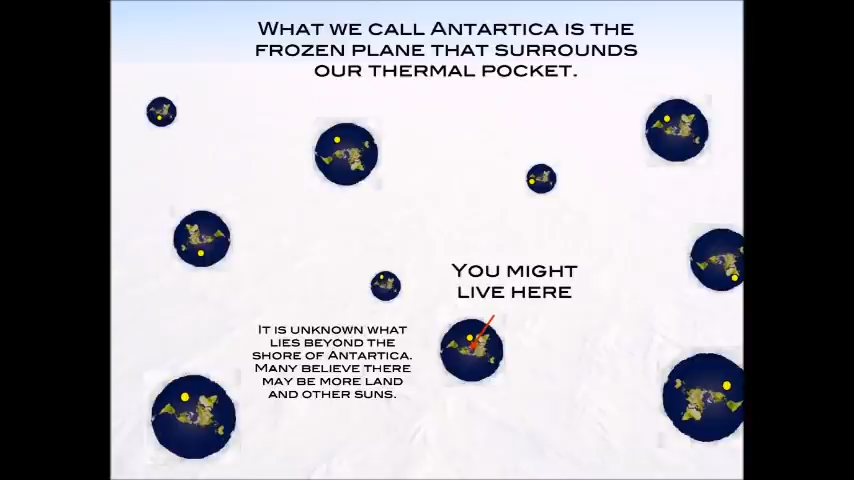 What we call Antartica is the
frozen plane that surrounds
our thermal pocket.
You might
live here
It is unknown what
lies beyond the
shore of Antartica.
Many believe there
may be more land
and other suns.